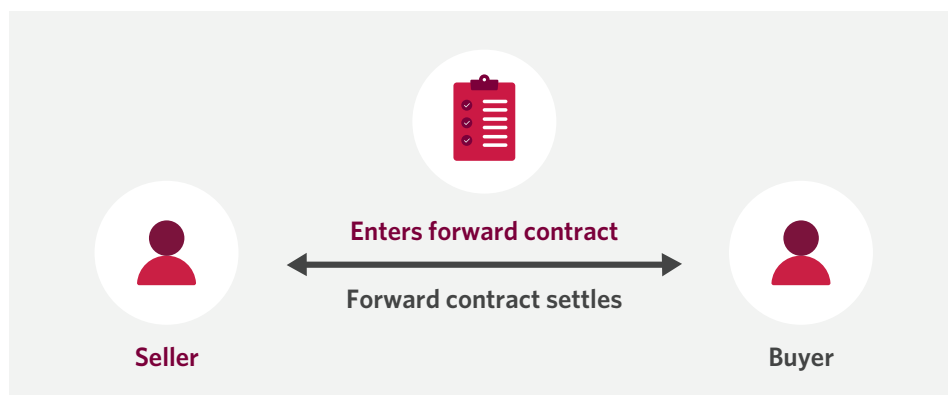 Enters forward contract
Forward contract settles
Seller
Buyer